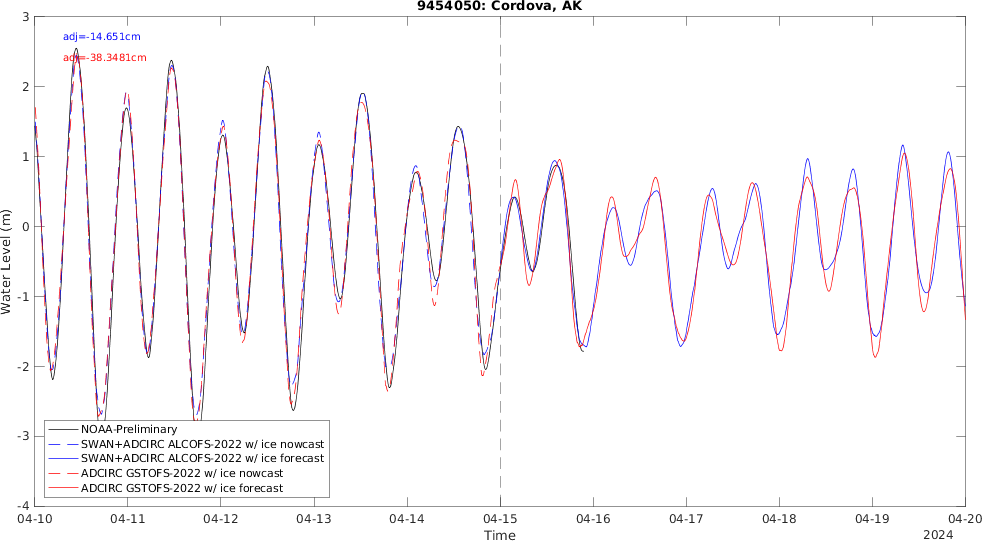 9454050: Cordova, AK
adj=-14.651cm
adj=-38.3481cm
3
2
1
0
-1
-2
-3
-4
Water Level (m)
NOAA-Preliminary
SWAN+ADCIRC ALCOFS-2022 w/ ice nowcast
SWAN+ADCIRC ALCOFS-2022 w/ ice forecast
ADCIRC GSTOFS-2022 w/ ice nowcast
ADCIRC GSTOFS-2022 w/ ice forecast
04-10 04-11 04-12 04-13 04-14 04-15 04-16 04-17 04-18 04-19 04-20
Time
2024